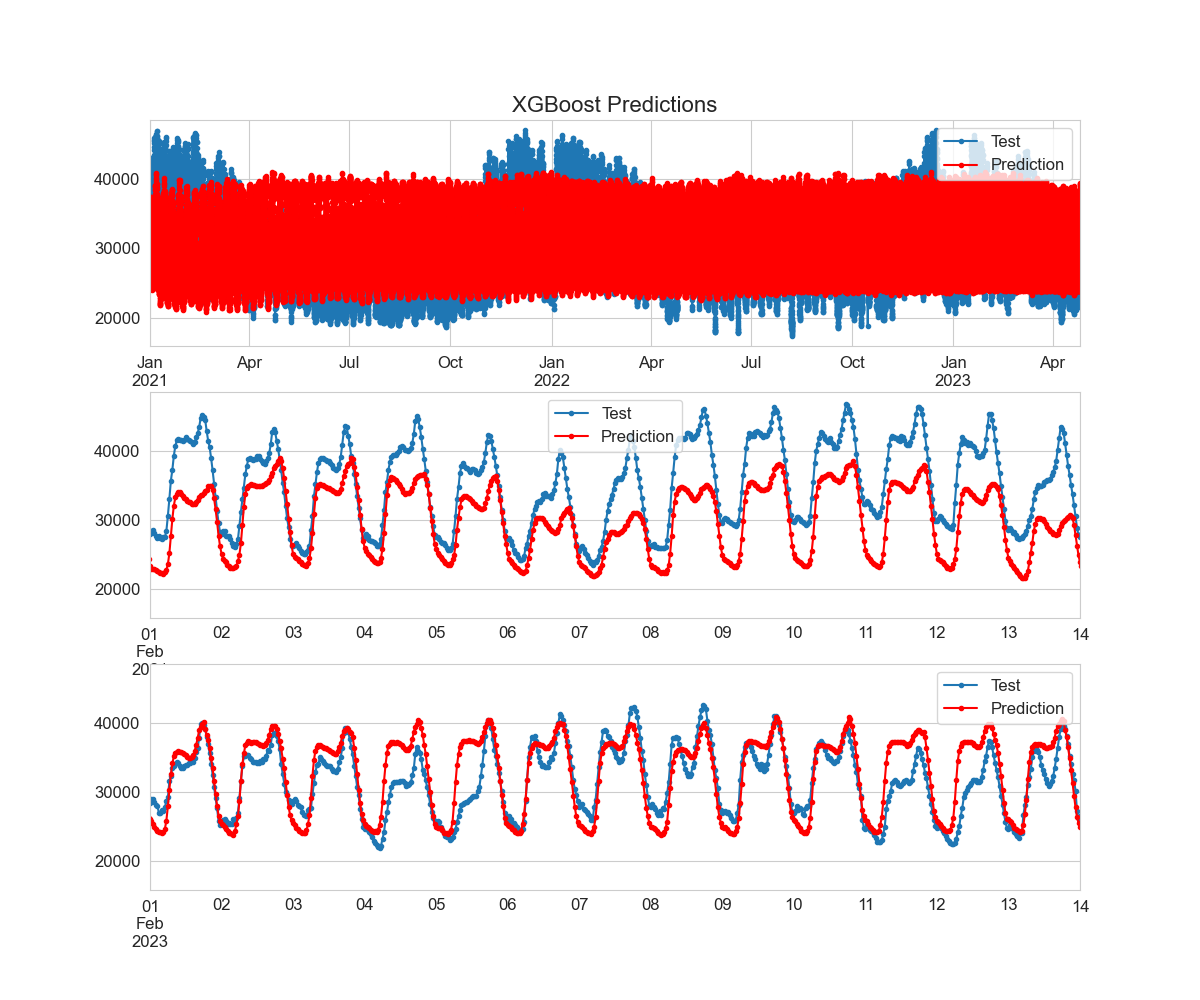 XGBoost Predictions
Test
Prediction
40000
30000
20000
Jan Apr Jul Oct Jan Apr Jul Oct Jan Apr
2021 2022 2023
Test
Prediction
40000
30000
20000
01 02 03 04 05 06 07 08 09 10 11 12 13 14
Feb
Test
Prediction
40000
30000
20000
01 02 03 04 05 06 07 08 09 10 11 12 13 14
Feb
2023